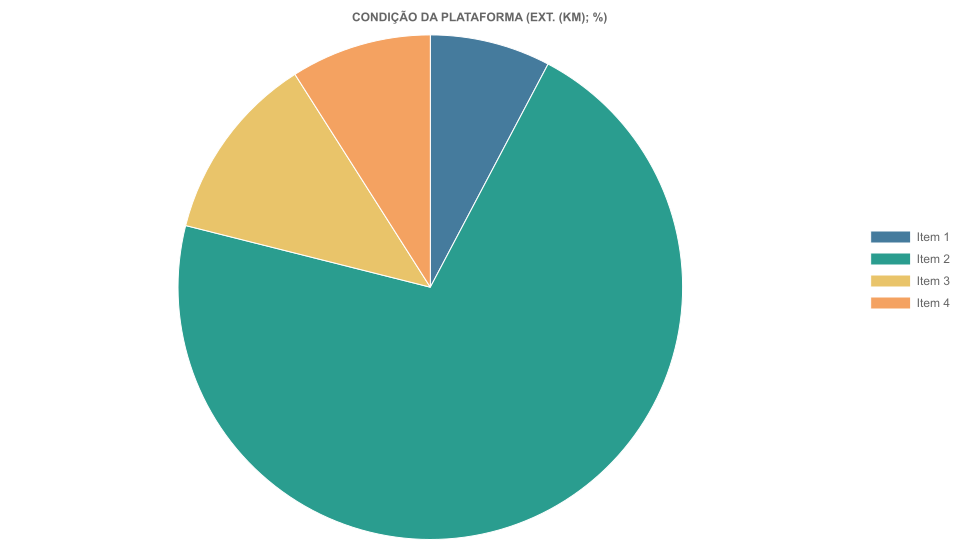 CONDIÇÃO DA PLATAFORMA (EXT. (KM); %)
Item 1
Item 2
Item 3
Item 4